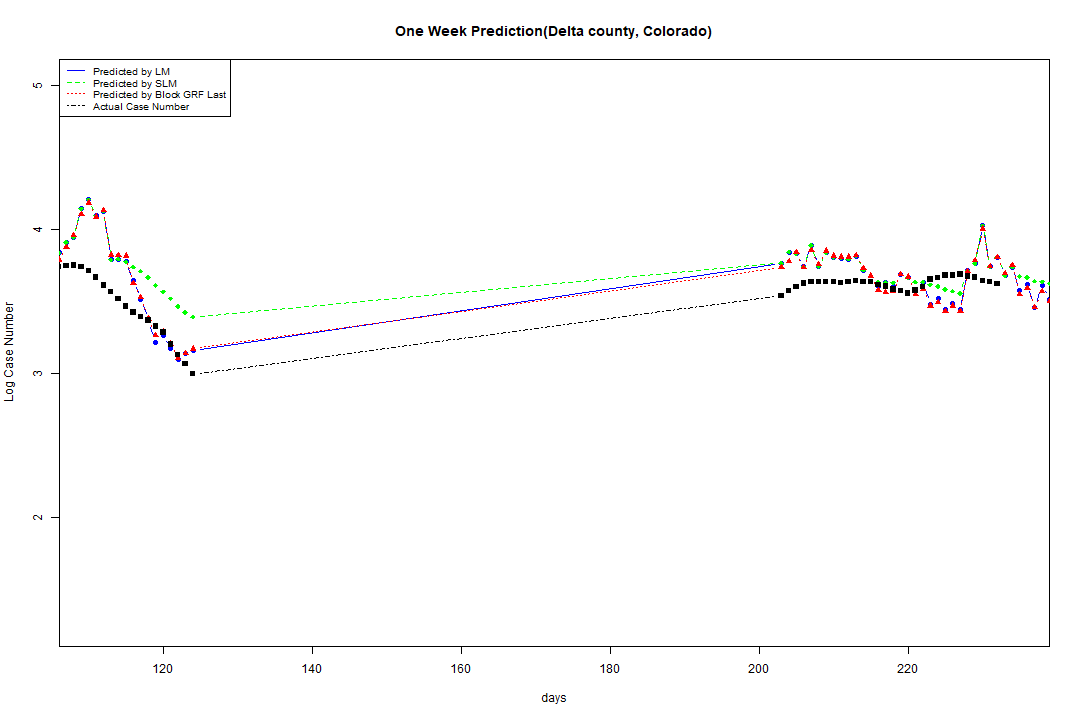 One Week Prediction(Delta county, Colorado)
Predicted by LM
Predicted by SLM
Predicted by Block GRF Last
Actual Case Number
5
4
3
2
Log Case Number
120 140 160 180 200 220
days